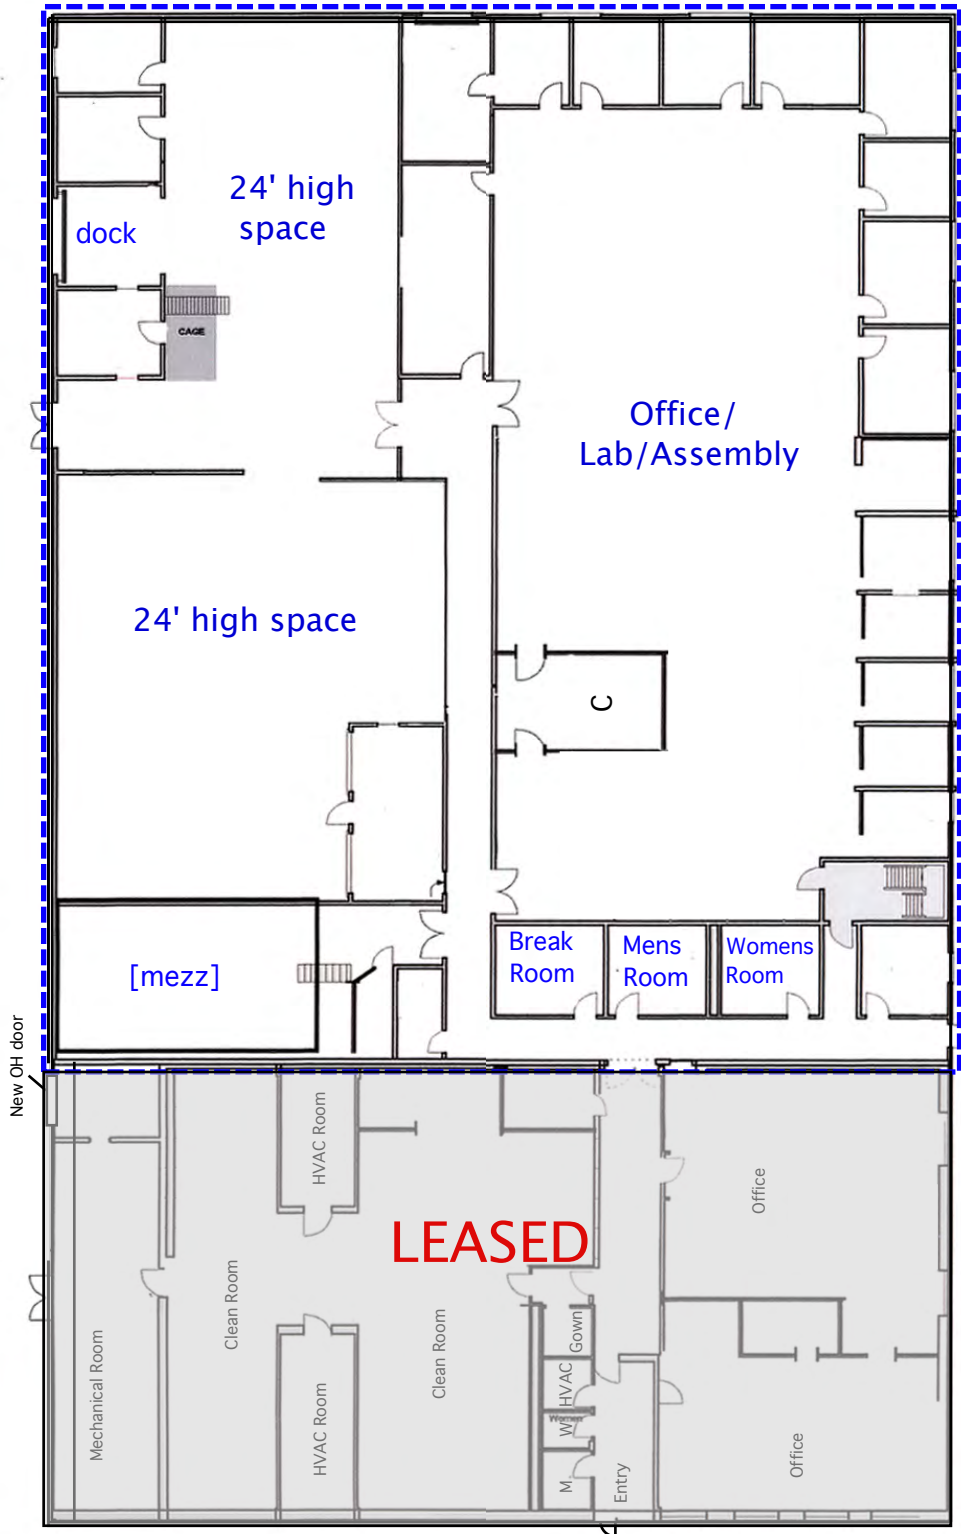 24' high
space
dock
CAGE
Office/
Lab/Assembly
24' high space
C
Break
Room
Mens
Room
Womens
Room
[mezz]
New OH door
HVAC Room
Office
LEASED
Clean Room
Clean Room
Gown
Mechanical Room
HVAC Room
HVAC
W
Women
M.
Entry
Office